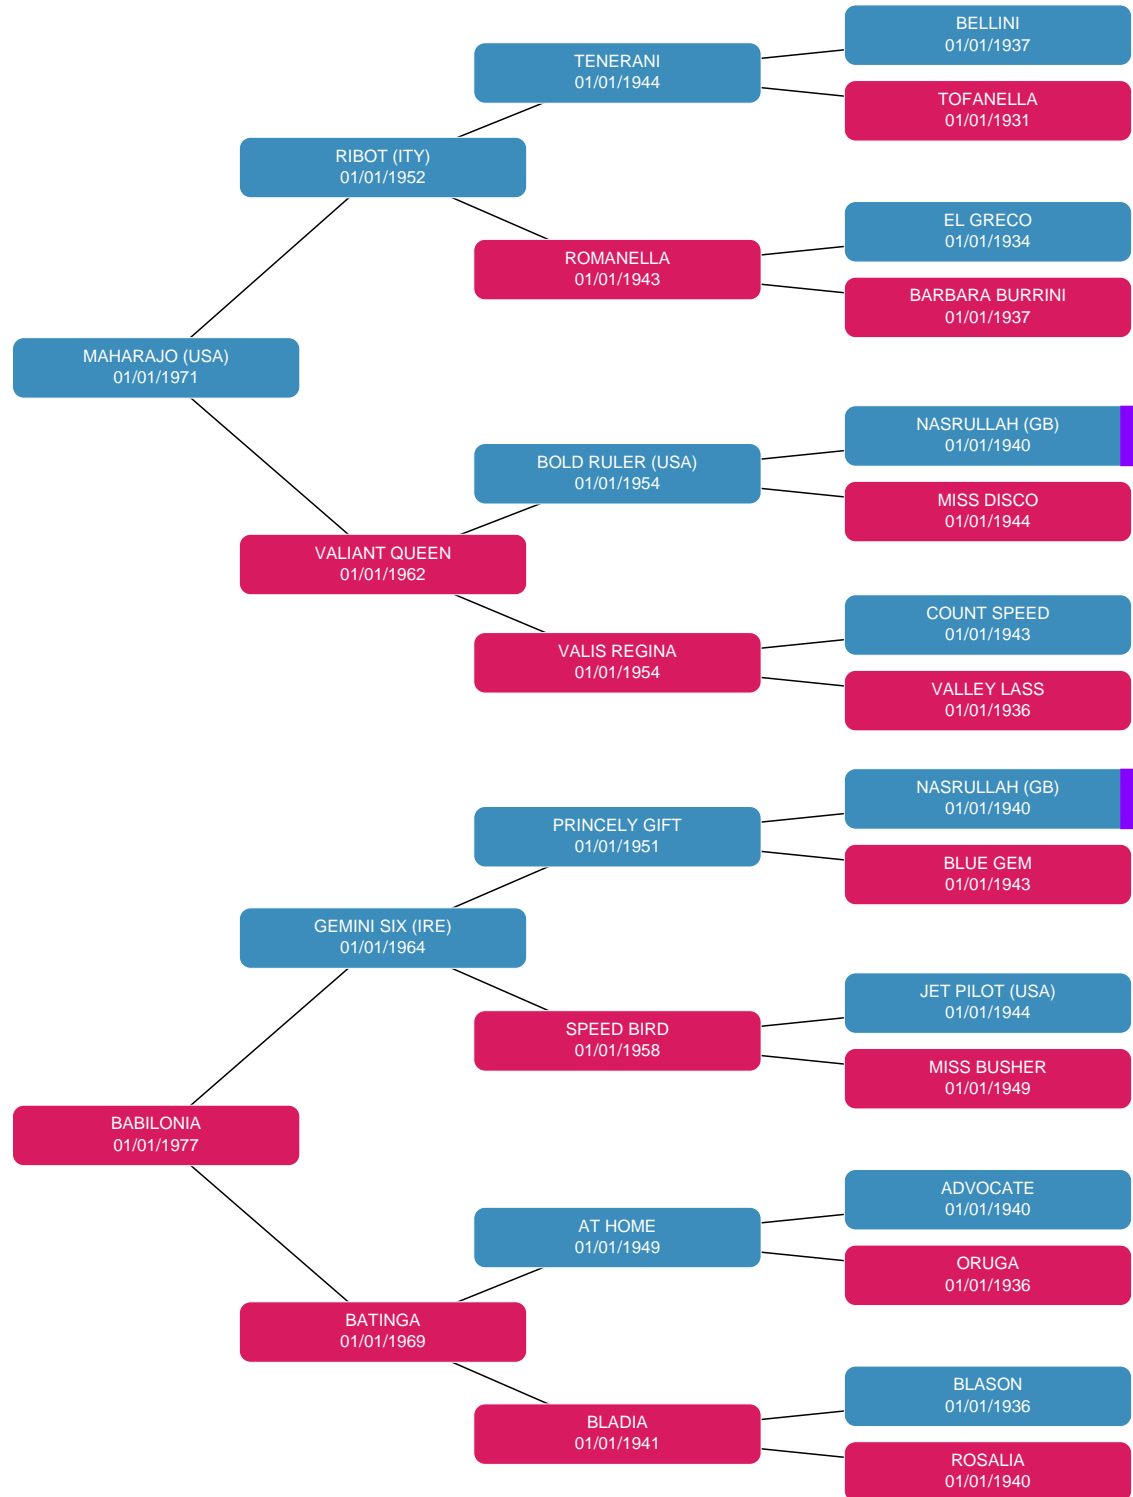 BELLINI
01/01/1937
TENERANI
01/01/1944
TOFANELLA
01/01/1931
RIBOT (ITY)
01/01/1952
EL GRECO
01/01/1934
ROMANELLA
01/01/1943
BARBARA BURRINI
01/01/1937
MAHARAJO (USA)
01/01/1971
NASRULLAH (GB)
01/01/1940
BOLD RULER (USA)
01/01/1954
MISS DISCO
01/01/1944
VALIANT QUEEN
01/01/1962
COUNT SPEED
01/01/1943
VALIS REGINA
01/01/1954
VALLEY LASS
01/01/1936
NASRULLAH (GB)
01/01/1940
PRINCELY GIFT
01/01/1951
BLUE GEM
01/01/1943
GEMINI SIX (IRE)
01/01/1964
JET PILOT (USA)
01/01/1944
SPEED BIRD
01/01/1958
MISS BUSHER
01/01/1949
BABILONIA
01/01/1977
ADVOCATE
01/01/1940
AT HOME
01/01/1949
ORUGA
01/01/1936
BATINGA
01/01/1969
BLASON
01/01/1936
BLADIA
01/01/1941
ROSALIA
01/01/1940